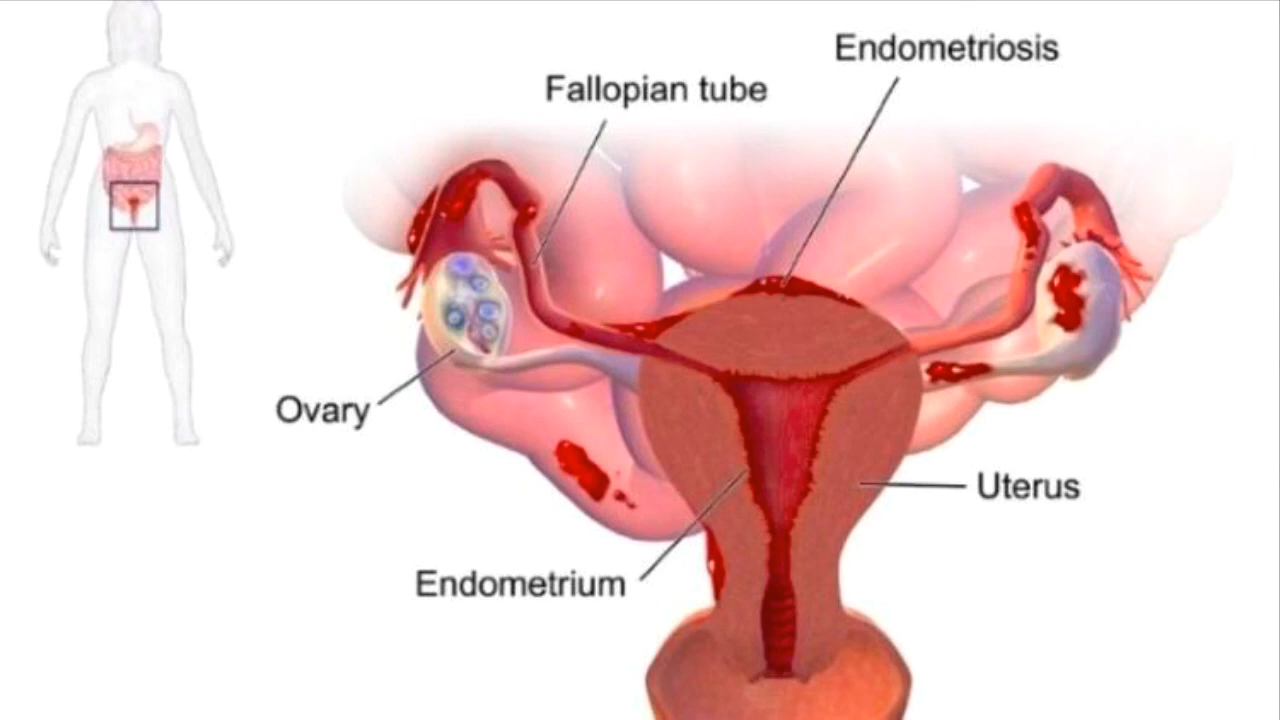 Endometriosis
Fallopian tube
Ovary
Uterus
Endometrium